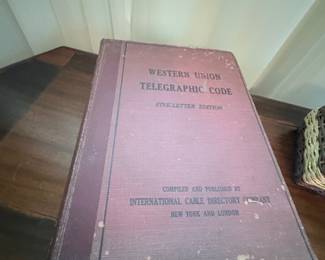 WESTERN UNION
TELEGRAPHIC CODE
FIVE-LETTER EDITION
COMPILED AND PUBLISHED BY
INTERNATIONAL CABLE DIRECTORY COMPANY
NEW YORK AND LONDON